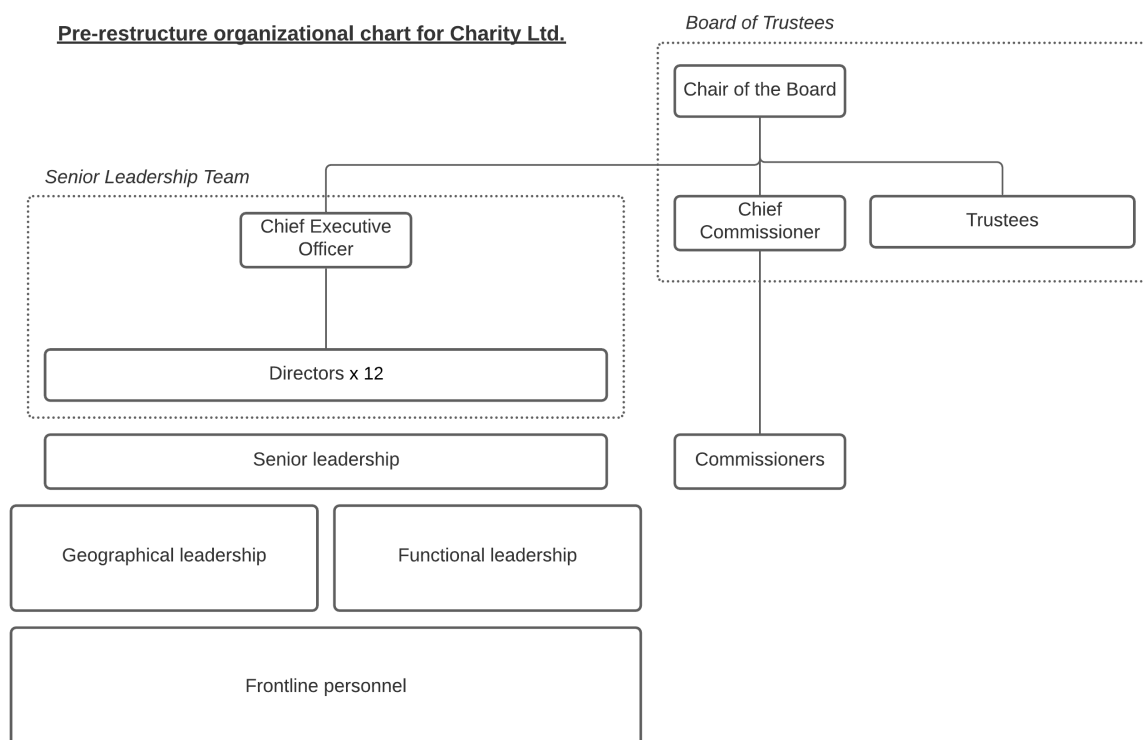 Pre-restructure organizational chart for Charity Ltd.
Board of Trustees
Chair of the Board
Senior Leadership Team
Chief Executive
Officer
Chief
Commissioner
Trustees
Directors x 12
Senior leadership
Commissioners
Geographical leadership
Functional leadership
Frontline personnel